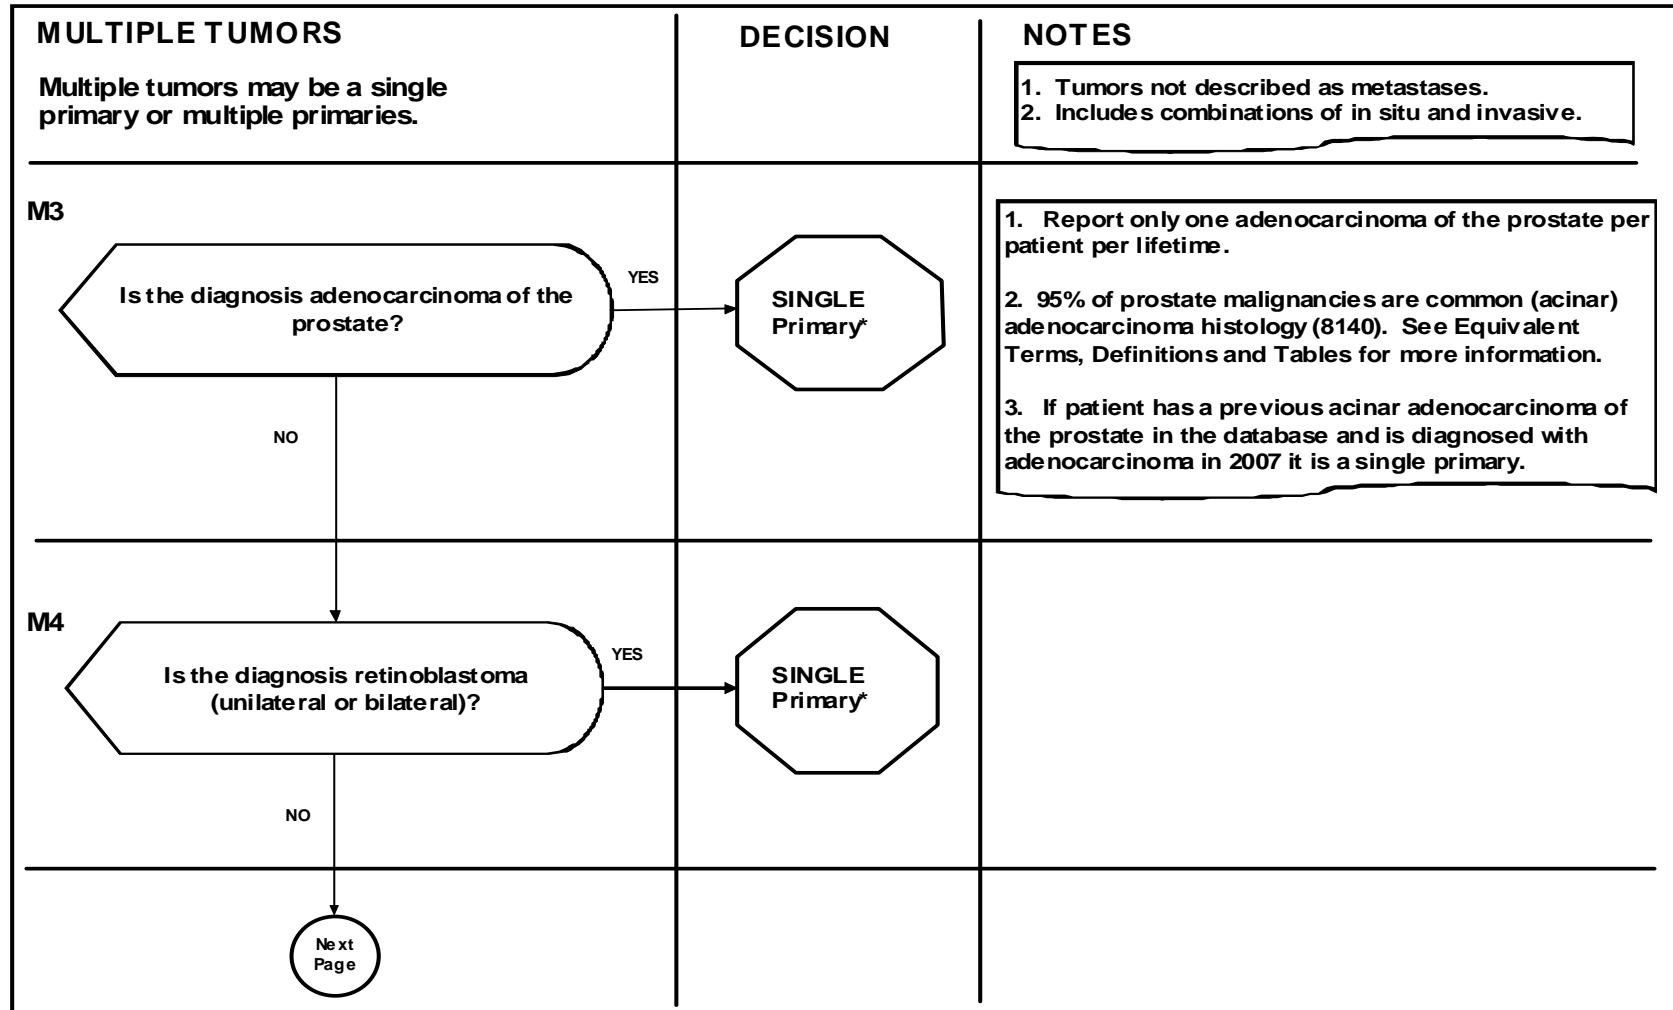 MULTIPLE TUMORS
Multiple tumors may be a single
primary or multiple primaries.
DECISION
NOTES
1. Tumors not described as metastases.
2. Includes combinations of in situ and invasive.
M3
Is the diagnosis adenocarcinoma of the
prostate?
YES
NO
SINGLE
Primary*
1. Report only one adenocarcinoma of the prostate per
patient per lifetime.
2. 95% of prostate malignancies are common (acinar)
adenocarcinoma histology (8140). See Equivalent
Terms, Definitions and Tables for more information.
3. If patient has a previous acinar adenocarcinoma of
the prostate in the database and is diagnosed with
adenocarcinoma in 2007 it is a single primary.
M4
Is the diagnosis retinoblastoma
(unilateral or bilateral)?
YES
NO
SINGLE
Primary*
Next
Page